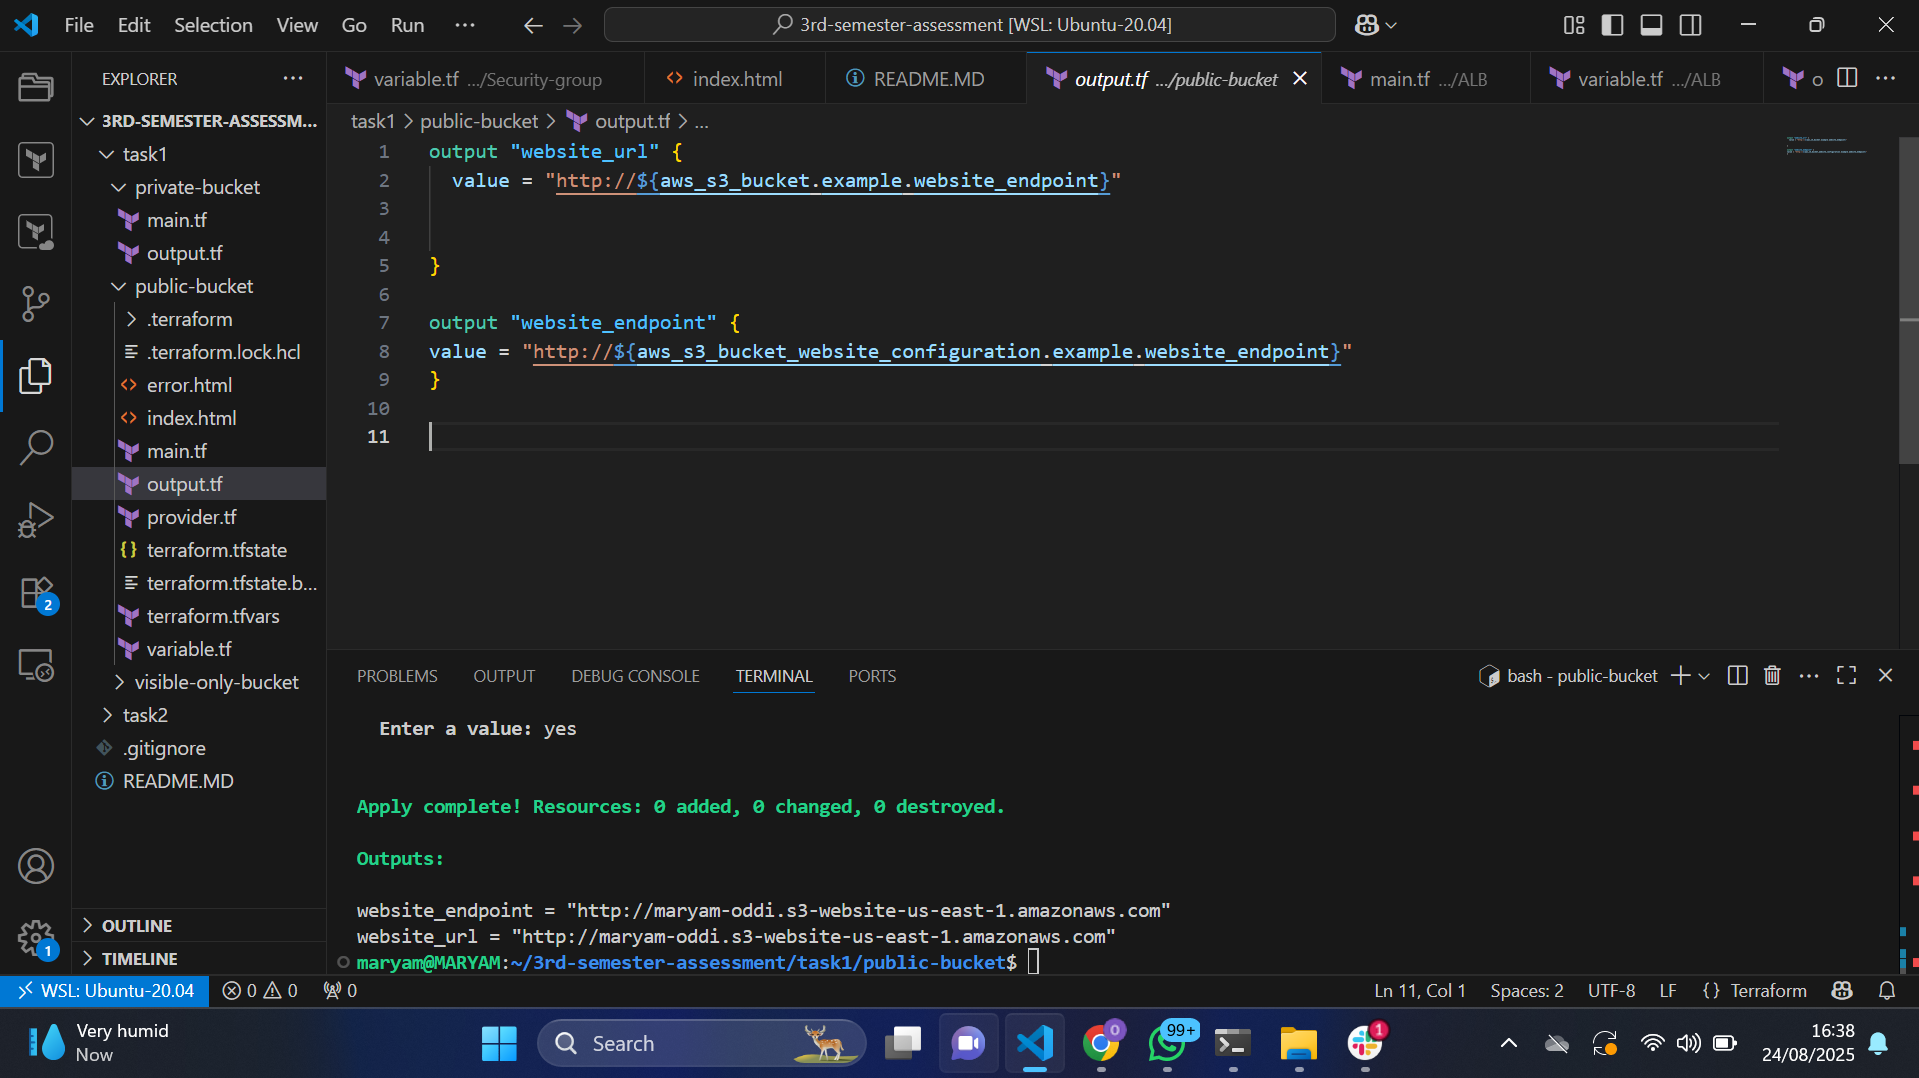 File Edit Selection View Go Run ··· 3rd-semester-assessment [WSL: Ubuntu-20.04]
EXPLORER ···
variable.tf .../Security-group index.html README.MD output.tf .../public-bucket main.tf .../ALB variable.tf .../ALB o ···
3RD-SEMESTER-ASSESSM...
task1
private-bucket
main.tf
output.tf
public-bucket
.terraform
.terraform.lock.hcl
error.html
index.html
main.tf
output.tf
provider.tf
terraform.tfstate
terraform.tfstate.b...
terraform.tfvars
variable.tf
visible-only-bucket
task2
.gitignore
README.MD
OUTLINE
TIMELINE
2
1
task1 > public-bucket > output.tf > ...
1 output "website_url" {
2 value = "http://${aws_s3_bucket.example.website_endpoint}"
3
4
5 }
6
7 output "website_endpoint" {
8 value = "http://${aws_s3_bucket_website_configuration.example.website_endpoint}"
9 }
10
11
PROBLEMS OUTPUT DEBUG CONSOLE TERMINAL PORTS bash - public-bucket ···
Enter a value: yes
Apply complete! Resources: 0 added, 0 changed, 0 destroyed.
Outputs:
website_endpoint = "http://maryam-oddi.s3-website-us-east-1.amazonaws.com"
website_url = "http://maryam-oddi.s3-website-us-east-1.amazonaws.com"
maryam@MARYAM:~/3rd-semester-assessment/task1/public-bucket$
WSL: Ubuntu-20.04 0 0 0 Ln 11, Col 1 Spaces: 2 UTF-8 LF {} Terraform
Very humid
Now
Search
0
99+
1
16:38
24/08/2025